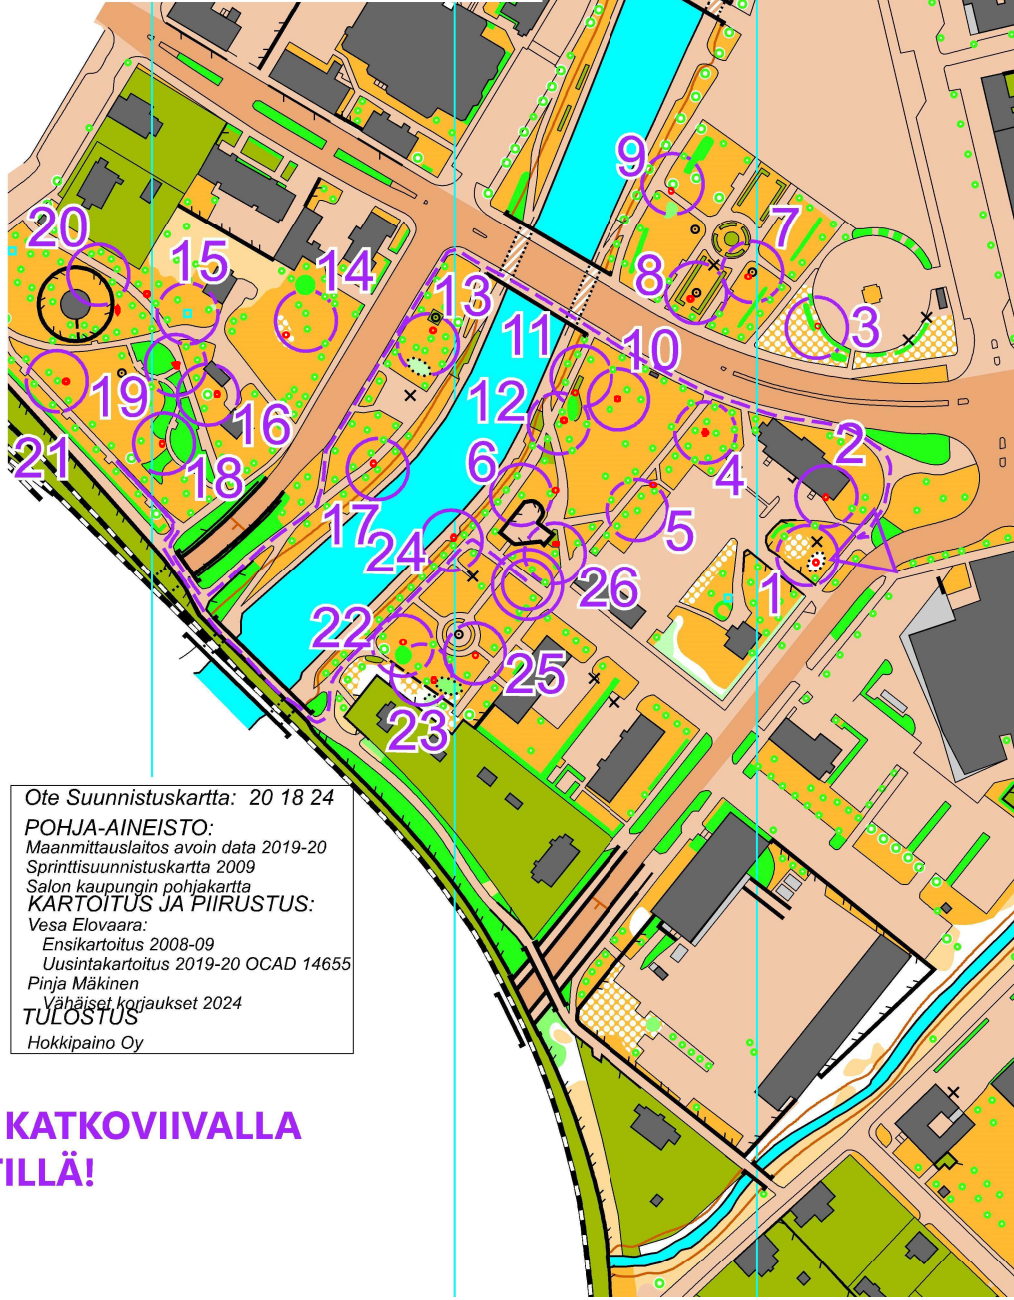 9
20
7
15
14
8
13
3
11
10
12
19
2
16
6
21
18
4
17
5
24
1
26
22
25
23
Ote Suunnistuskartta: 20 18 24
POHJA-AINEISTO:
Maanmittauslaitos avoin data 2019-20
Sprinttisuunnistuskartta 2009
Salon kaupungin pohjakartta
KARTOITUS JA PIIRUSTUS:
Vesa Elovaara:
Ensikartoitus 2008-09
Uusintakartoitus 2019-20 OCAD 14655
Pinja Mäkinen
Vähäiset korjaukset 2024
TULOSTUS
Hokkipaino Oy
KATKOVIIVALLA
TILLÄ!